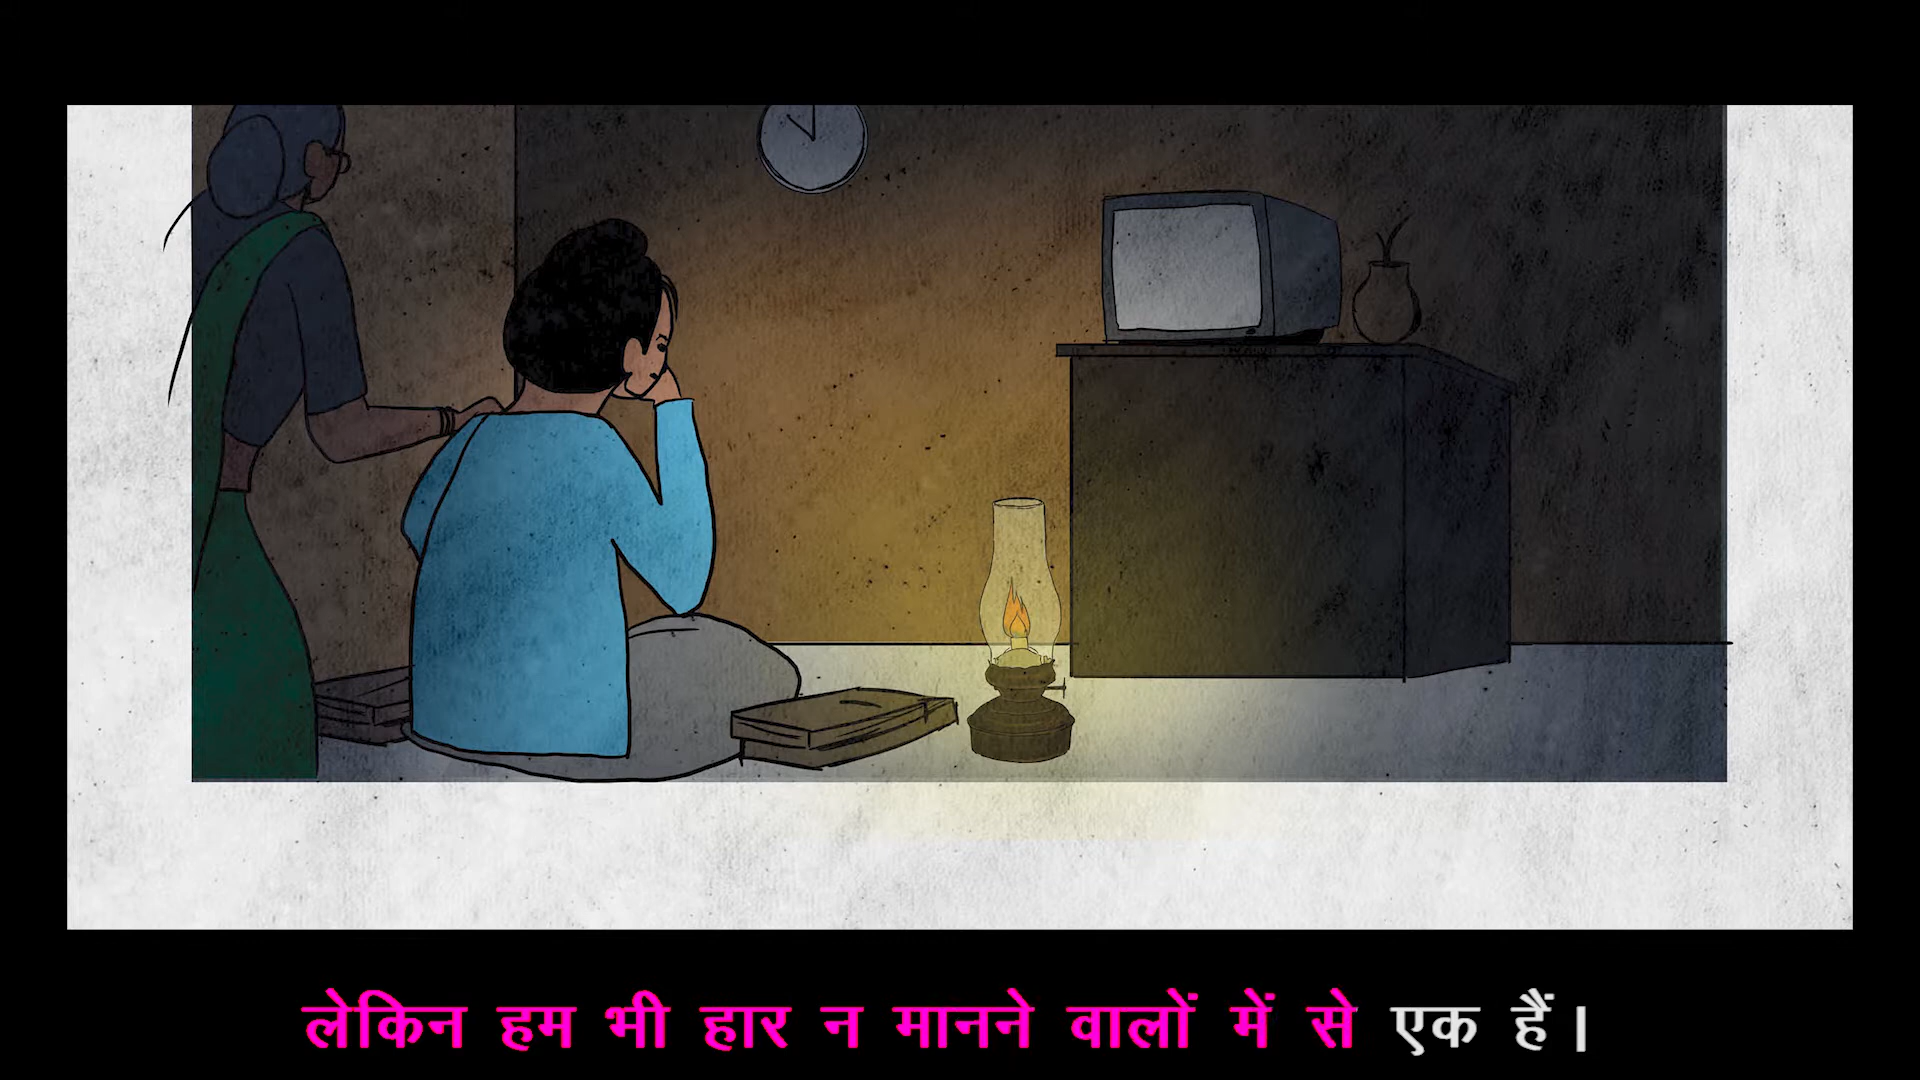 लेकिन हम भी हार न मानने वालों में से एक हैं।